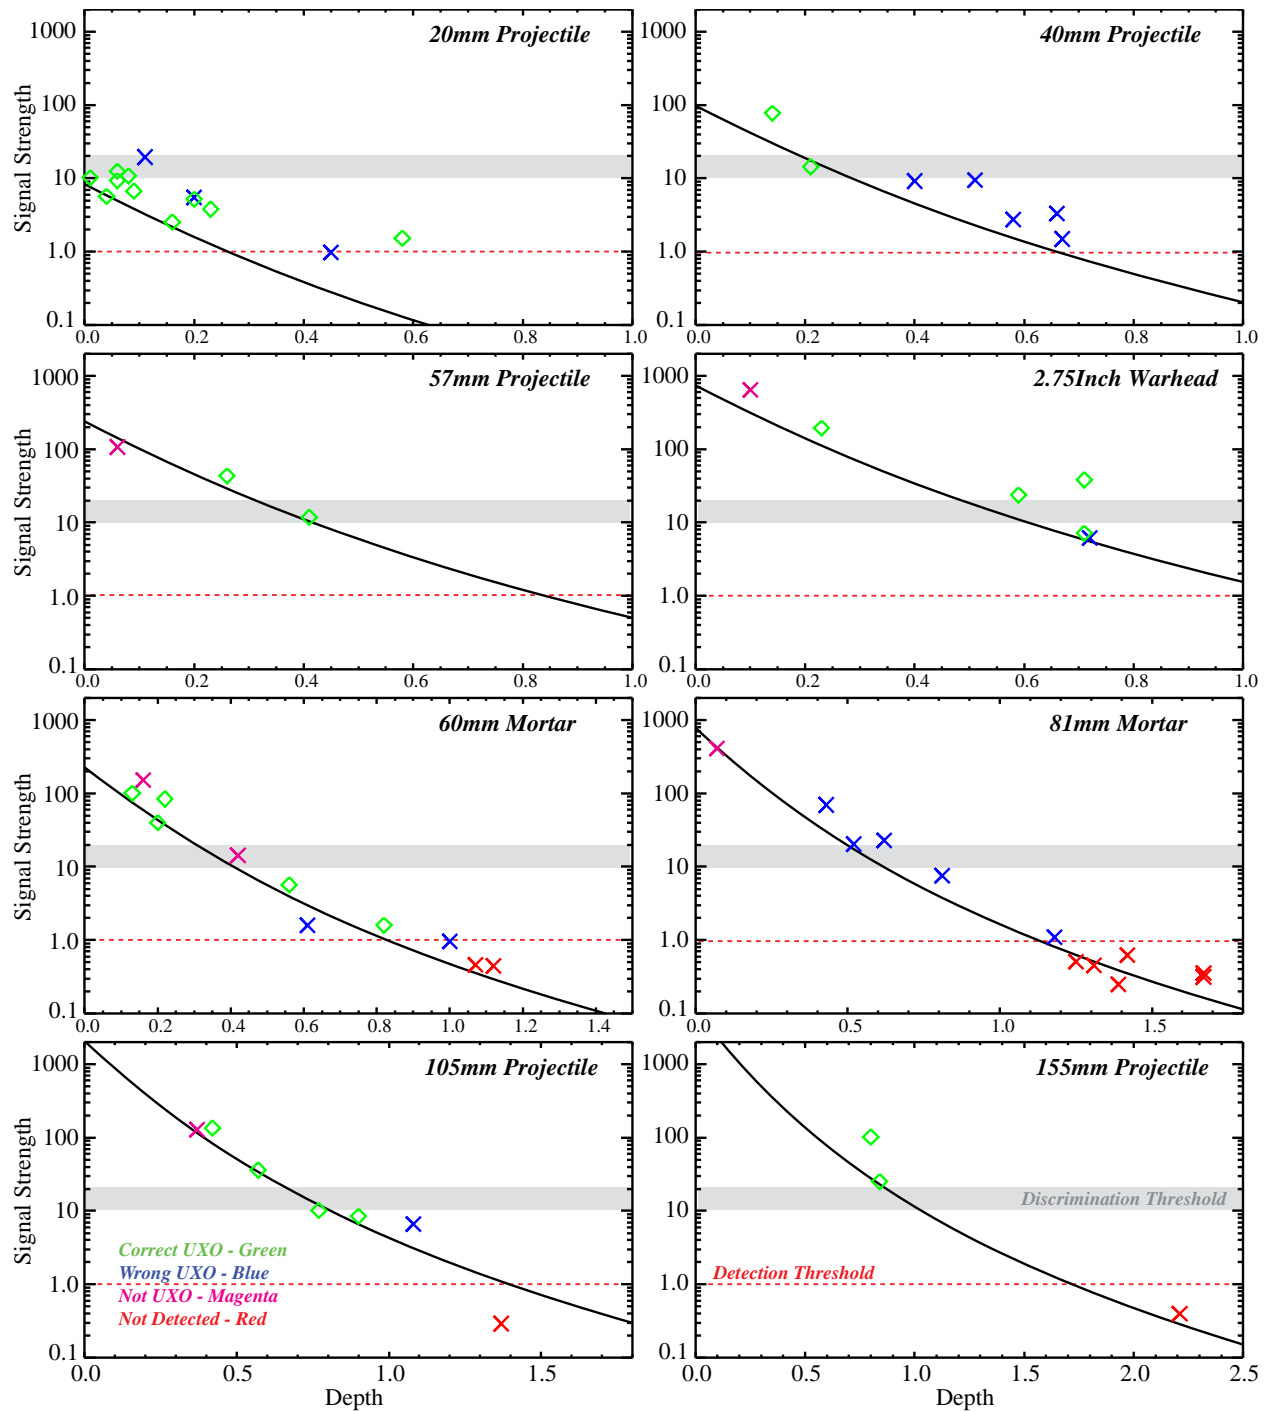 20mm Projectile
Signal Strength
1000
100
10
1.0
0.1
0.0 0.2 0.4 0.6 0.8 1.0
40mm Projectile
1000
100
10
1.0
0.1
0.0 0.2 0.4 0.6 0.8 1.0
57mm Projectile
Signal Strength
1000
100
10
1.0
0.1
0.0 0.2 0.4 0.6 0.8 1.0
2.75Inch Warhead
1000
100
10
1.0
0.1
0.0 0.2 0.4 0.6 0.8 1.0
60mm Mortar
Signal Strength
1000
100
10
1.0
0.1
0.0 0.2 0.4 0.6 0.8 1.0 1.2 1.4
81mm Mortar
1000
100
10
1.0
0.1
0.0 0.5 1.0 1.5
105mm Projectile
Signal Strength
1000
100
10
1.0
0.1
Correct UXO - Green
Wrong UXO - Blue
Not UXO - Magenta
Not Detected - Red
0.0 0.5 1.0 1.5
Depth
155mm Projectile
1000
100
10
1.0
0.1
Discrimination Threshold
Detection Threshold
0.0 0.5 1.0 1.5 2.0 2.5
Depth